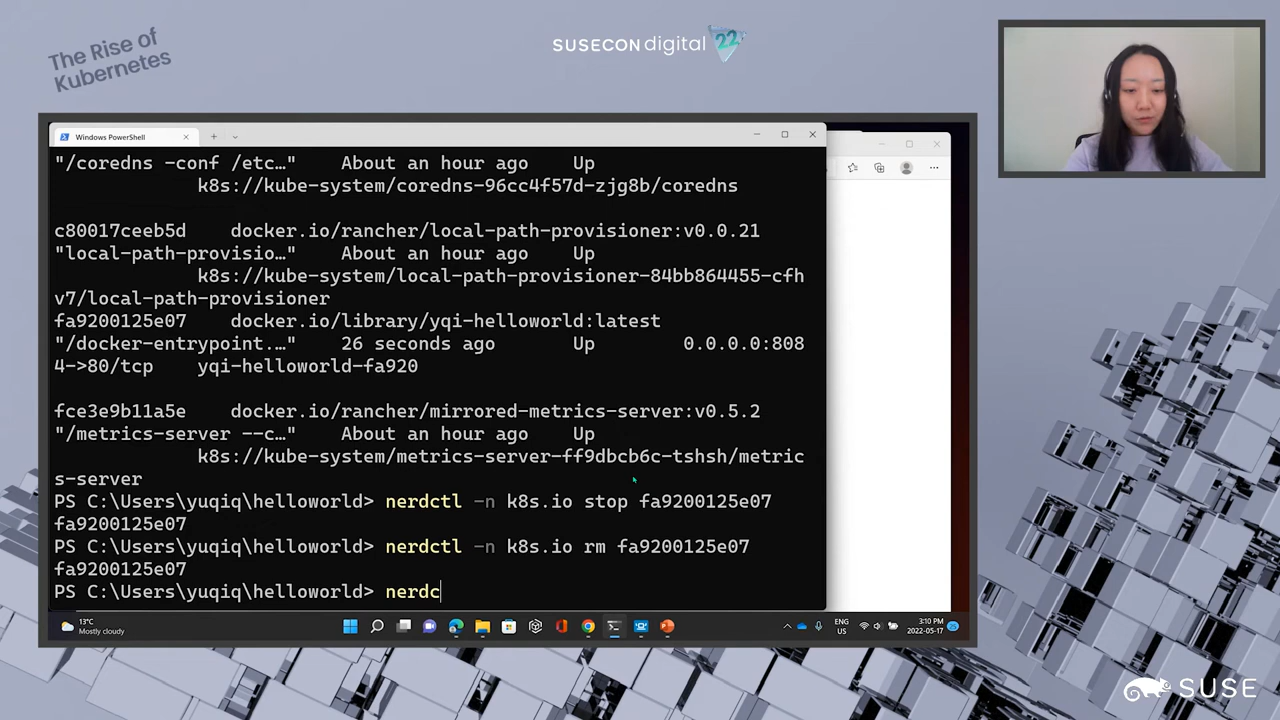 The Rise of
Kubernetes
SUSECON digital 22
Windows PowerShell
"/coredns -conf /etc…" About an hour ago Up
k8s://kube-system/coredns-96cc4f57d-zjg8b/coredns
c80017ceeb5d docker.io/rancher/local-path-provisioner:v0.0.21
"local-path-provisio…" About an hour ago Up
k8s://kube-system/local-path-provisioner-84bb864455-cfh
v7/local-path-provisioner
fa9200125e07 docker.io/library/yqi-helloworld:latest
"/docker-entrypoint.…" 26 seconds ago Up 0.0.0.0:808
4->80/tcp yqi-helloworld-fa920
fce3e9b11a5e docker.io/rancher/mirrored-metrics-server:v0.5.2
"/metrics-server --c…" About an hour ago Up
k8s://kube-system/metrics-server-ff9dbcb6c-tshsh/metric
s-server
PS C:\Users\yuqiq\helloworld> nerdctl -n k8s.io stop fa9200125e07
fa9200125e07
PS C:\Users\yuqiq\helloworld> nerdctl -n k8s.io rm fa9200125e07
fa9200125e07
PS C:\Users\yuqiq\helloworld> nerdc
13°C
Mostly cloudy
ENG
US
3:10 PM
2022-05-17
SUSE